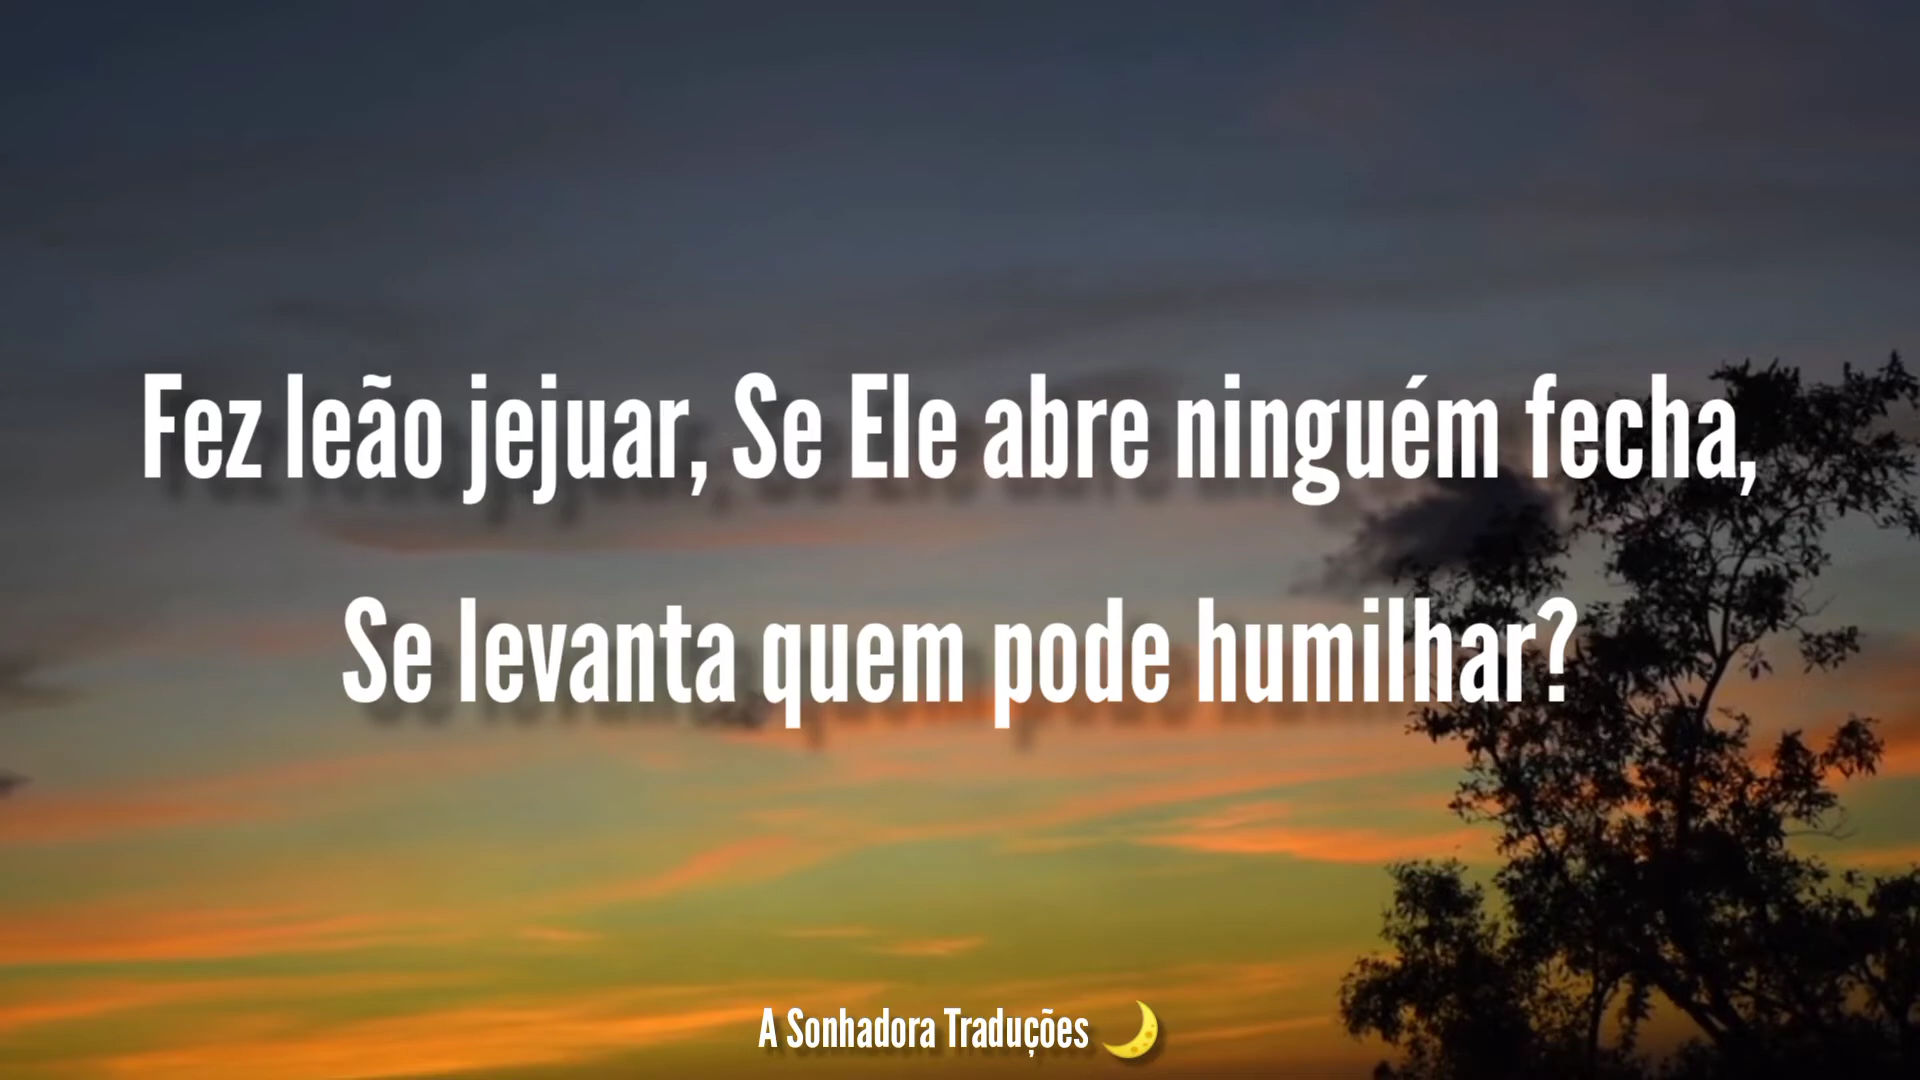 Fez leão jejuar, Se Ele abre ninguém fecha,
Se levanta quem pode humilhar?
A Sonhadora Traduções 🌙